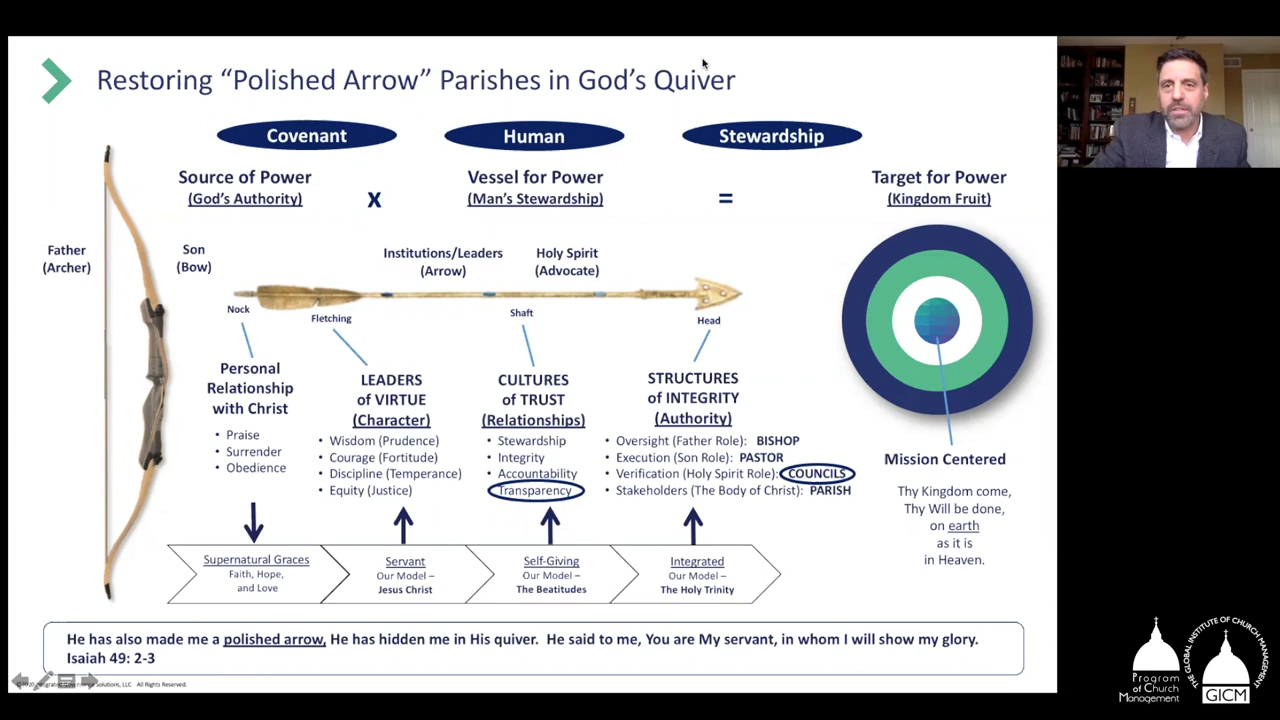 Restoring “Polished Arrow” Parishes in God’s Quiver
Covenant
Human
Stewardship
Source of Power
(God’s Authority)
x
Vessel for Power
(Man’s Stewardship)
=
Target for Power
(Kingdom Fruit)
Father
(Archer)
Son
(Bow)
Institutions/Leaders
(Arrow)
Holy Spirit
(Advocate)
Nock
Fletching
Shaft
Head
Personal
Relationship
with Christ
• Praise
• Surrender
• Obedience
LEADERS
of VIRTUE
(Character)
• Wisdom (Prudence)
• Courage (Fortitude)
• Discipline (Temperance)
• Equity (Justice)
CULTURES
of TRUST
(Relationships)
• Stewardship
• Integrity
• Accountability
• Transparency
STRUCTURES
of INTEGRITY
(Authority)
• Oversight (Father Role): BISHOP
• Execution (Son Role): PASTOR
• Verification (Holy Spirit Role): COUNCILS
• Stakeholders (The Body of Christ): PARISH
Mission Centered
Thy Kingdom come,
Thy Will be done,
on earth
as it is
in Heaven.
Supernatural Graces
Faith, Hope,
and Love
Servant
Our Model –
Jesus Christ
Self-Giving
Our Model –
The Beatitudes
Integrated
Our Model –
The Holy Trinity
He has also made me a polished arrow, He has hidden me in His quiver. He said to me, You are My servant, in whom I will show my glory.
Isaiah 49: 2-3
Solutions, LLC All Rights Reserved.
Program
of Church
Management
THE GLOBAL INSTITUTE OF CHURCH MANAGEMENT
GICM